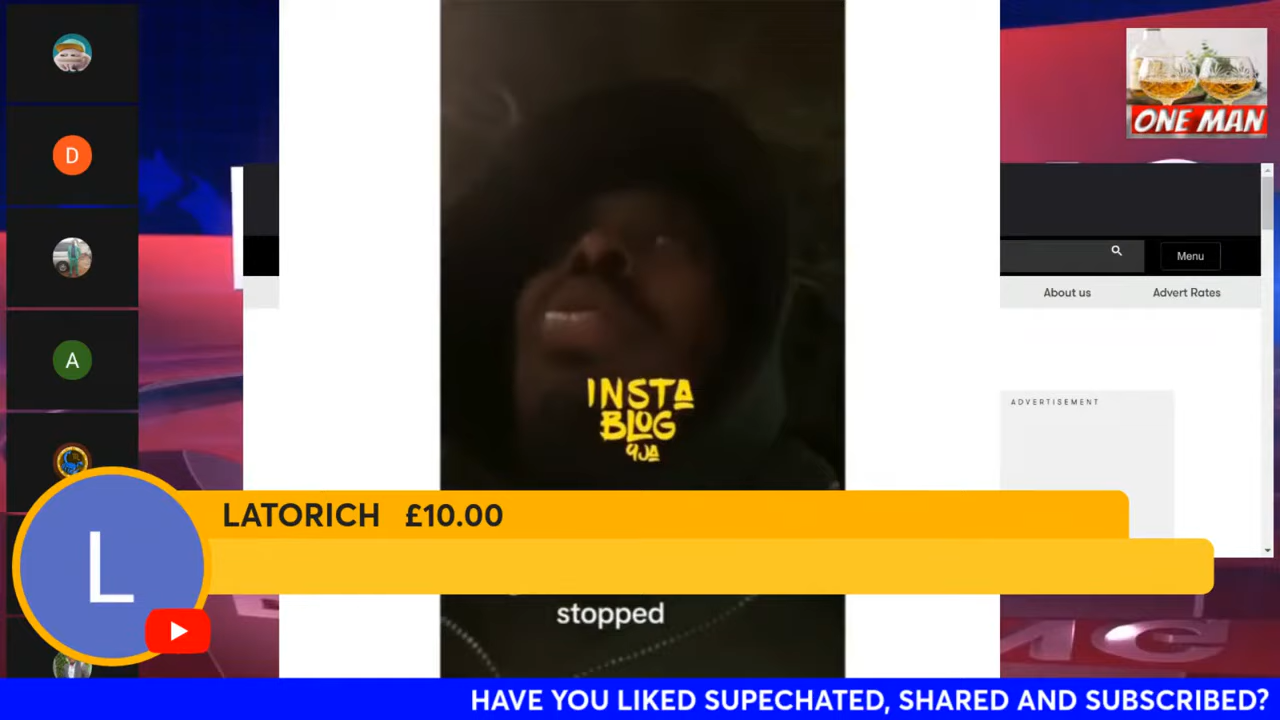 D
ONE MAN
Menu
About us
Advert Rates
A
INSTA
BLOG
9JA
ADVERTISEMENT
LATORICH £10.00
L
stopped
HAVE YOU LIKED SUPECHATED, SHARED AND SUBSCRIBED?